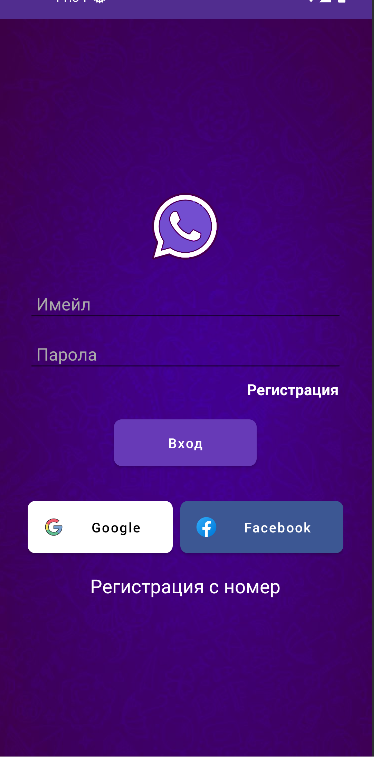 Имейл
Парола
Регистрация
Вход
Google
Facebook
Регистрация с номер